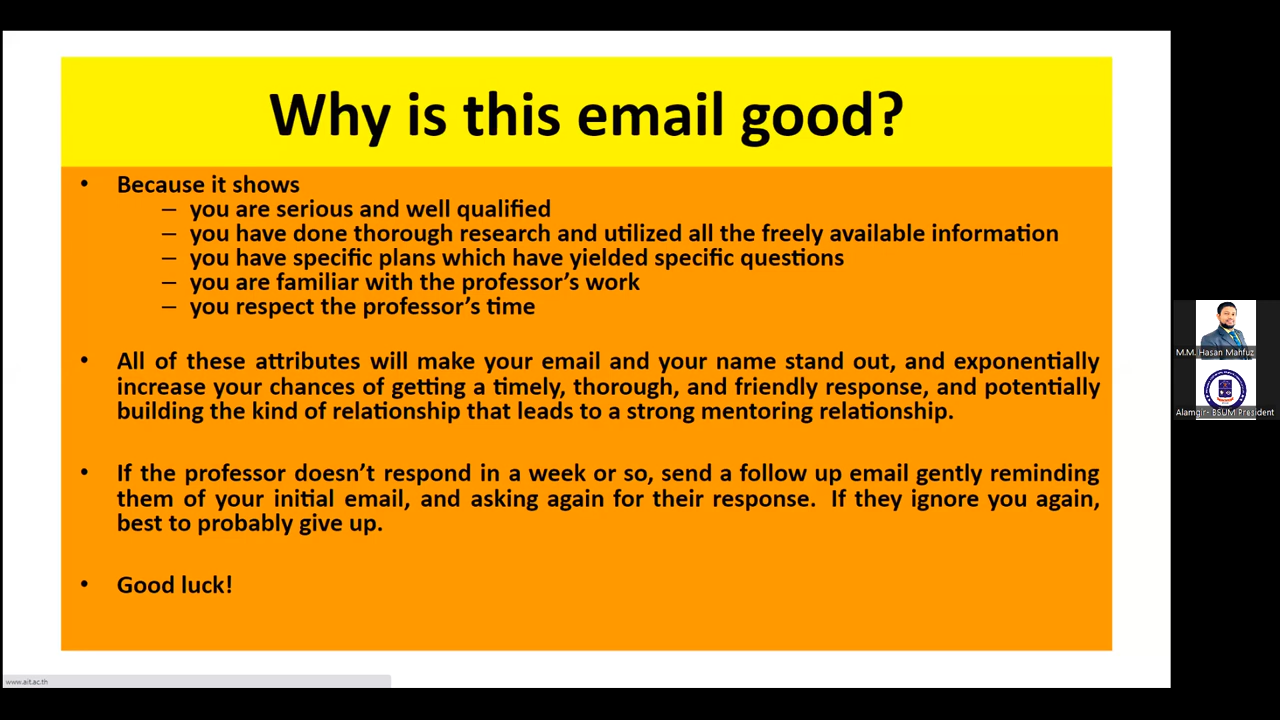 Why is this email good?
• Because it shows
– you are serious and well qualified
– you have done thorough research and utilized all the freely available information
– you have specific plans which have yielded specific questions
– you are familiar with the professor's work
– you respect the professor's time
• All of these attributes will make your email and your name stand out, and exponentially
increase your chances of getting a timely, thorough, and friendly response, and potentially
building the kind of relationship that leads to a strong mentoring relationship.
• If the professor doesn't respond in a week or so, send a follow up email gently reminding
them of your initial email, and asking again for their response. If they ignore you again,
best to probably give up.
• Good luck!
M.M. Hasan Mahfuz
Alamgir- BSUM President
www.ait.ac.th